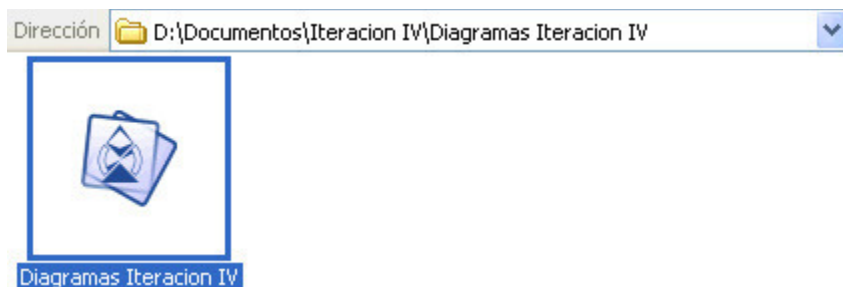 Dirección D:\Documentos\Iteracion IV\Diagramas Iteracion IV
Diagramas Iteracion IV